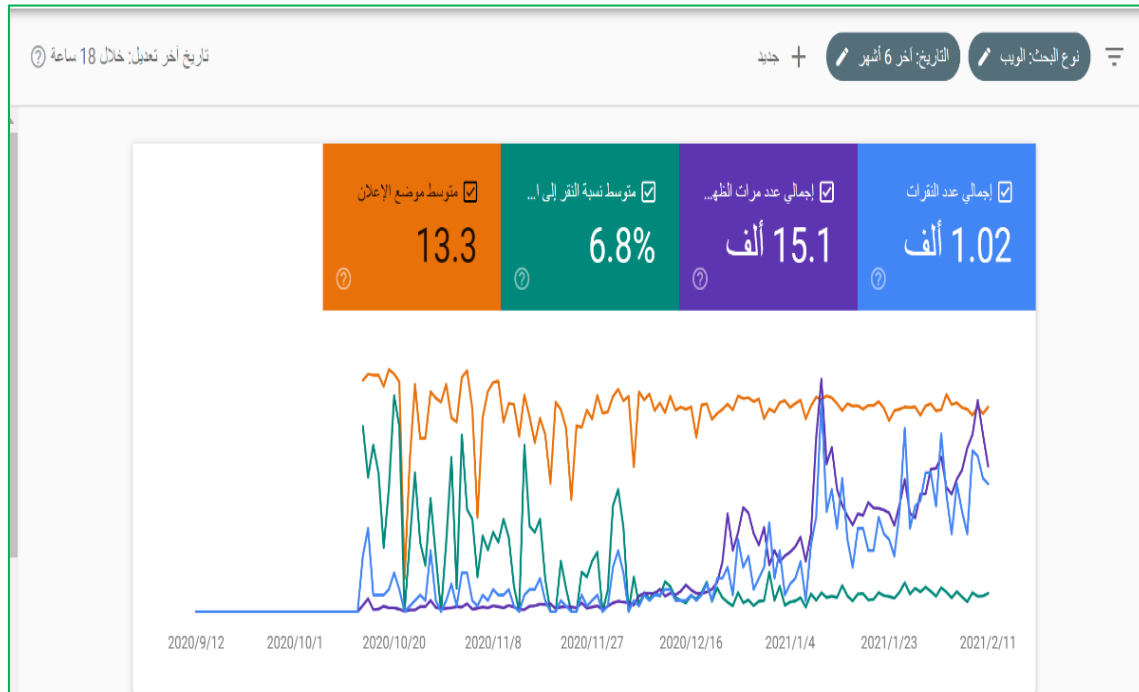 نوع البحث: الويب
التاريخ: آخر 6 أشهر
+ جديد
تاريخ آخر تعديل: خلال 18 ساعة
إجمالي عدد النقرات
1.02 ألف
إجمالي عدد مرات الظهـ...
15.1 ألف
متوسط نسبة النقر إلى ا...
6.8%
متوسط موضع الإعلان
13.3
2020/9/12 2020/10/1 2020/10/20 2020/11/8 2020/11/27 2020/12/16 2021/1/4 2021/1/23 2021/2/11